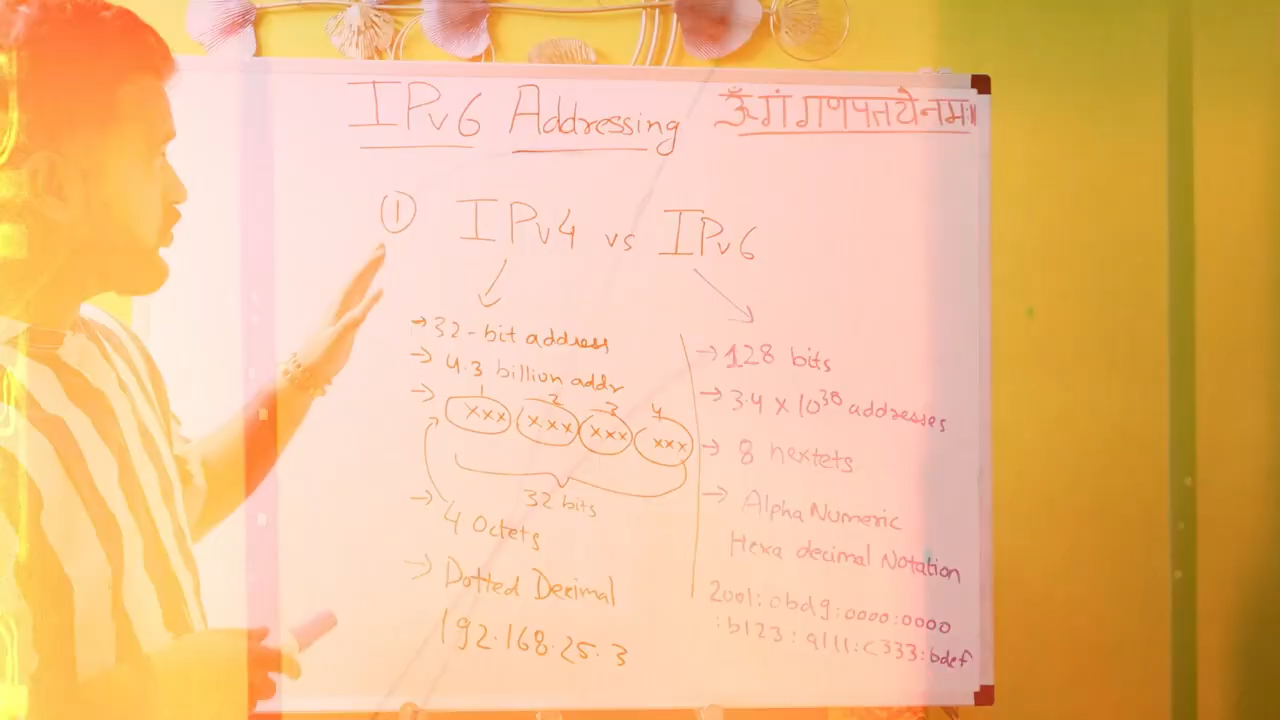 IPv6 Addressing
ॐ गं गणपतये नमः॥
① IPv4 vs IPv6
→ 32-bit address
→ 4.3 billion addr
→ 1 2 3 4
xxx xxx xxx xxx
32 bits
→ 4 Octets
→ Dotted Decimal
192.168.25.3
→ 128 bits
→ 3.4 x 10³⁸ addresses
→ 8 hextets
→ Alpha Numeric
Hexa decimal Notation
2001:0bd9:0000:0000
:b123:a111:c333:bdef